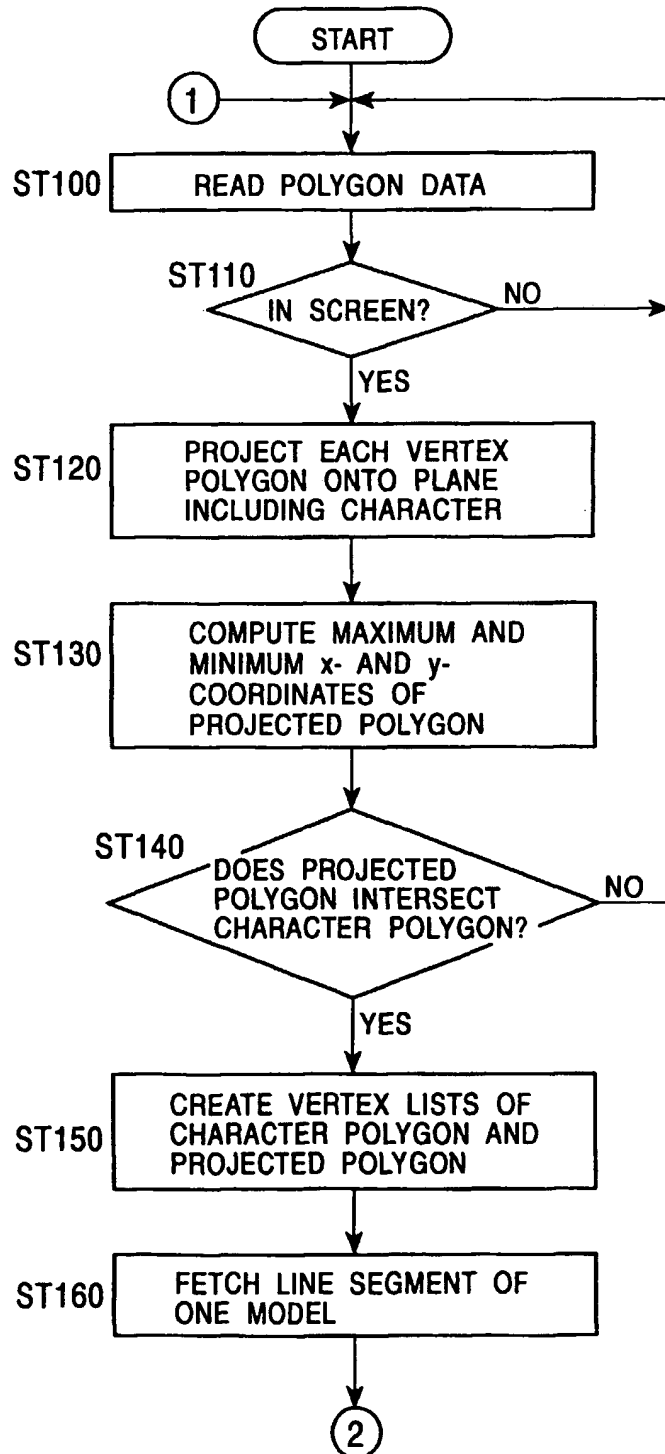 START
1
ST100
READ POLYGON DATA
ST110
IN SCREEN?
NO
YES
ST120
PROJECT EACH VERTEX
POLYGON ONTO PLANE
INCLUDING CHARACTER
ST130
COMPUTE MAXIMUM AND
MINIMUM x- AND y-
COORDINATES OF
PROJECTED POLYGON
ST140
DOES PROJECTED
POLYGON INTERSECT
CHARACTER POLYGON?
NO
YES
ST150
CREATE VERTEX LISTS OF
CHARACTER POLYGON AND
PROJECTED POLYGON
ST160
FETCH LINE SEGMENT OF
ONE MODEL
2